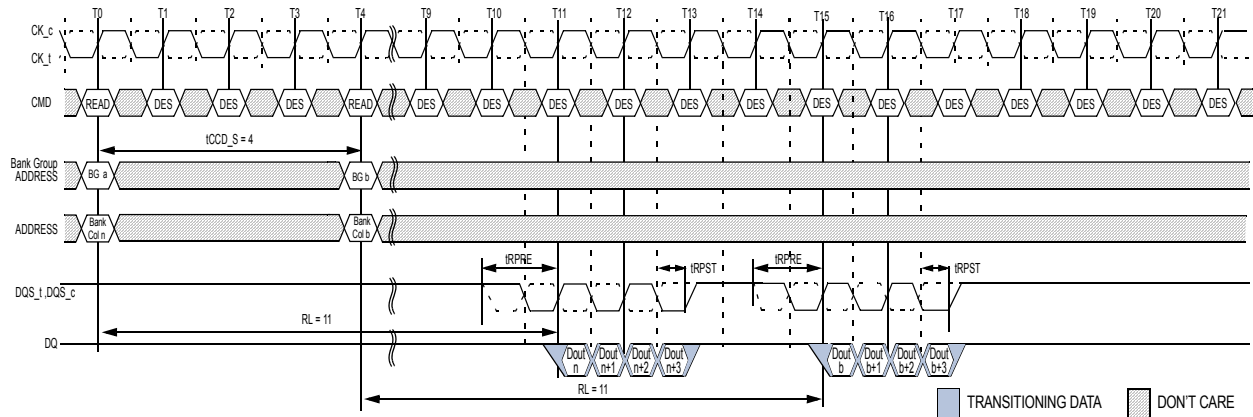 T0 T1 T2 T3 T4 T9 T10 T11 T12 T13 T14 T15 T16 T17 T18 T19 T20 T21
CK_c
CK_t
CMD READ DES DES DES READ DES DES DES DES DES DES DES DES DES DES DES DES DES
tCCD_S = 4
Bank Group
ADDRESS BG a BG b
ADDRESS Bank Col n Bank Col b
tRPRE tRPST tRPRE tRPST
DQS_t ,DQS_c
RL = 11
DQ Dout n Dout n+1 Dout n+2 Dout n+3 Dout b Dout b+1 Dout b+2 Dout b+3
RL = 11
TRANSITIONING DATA DON'T CARE